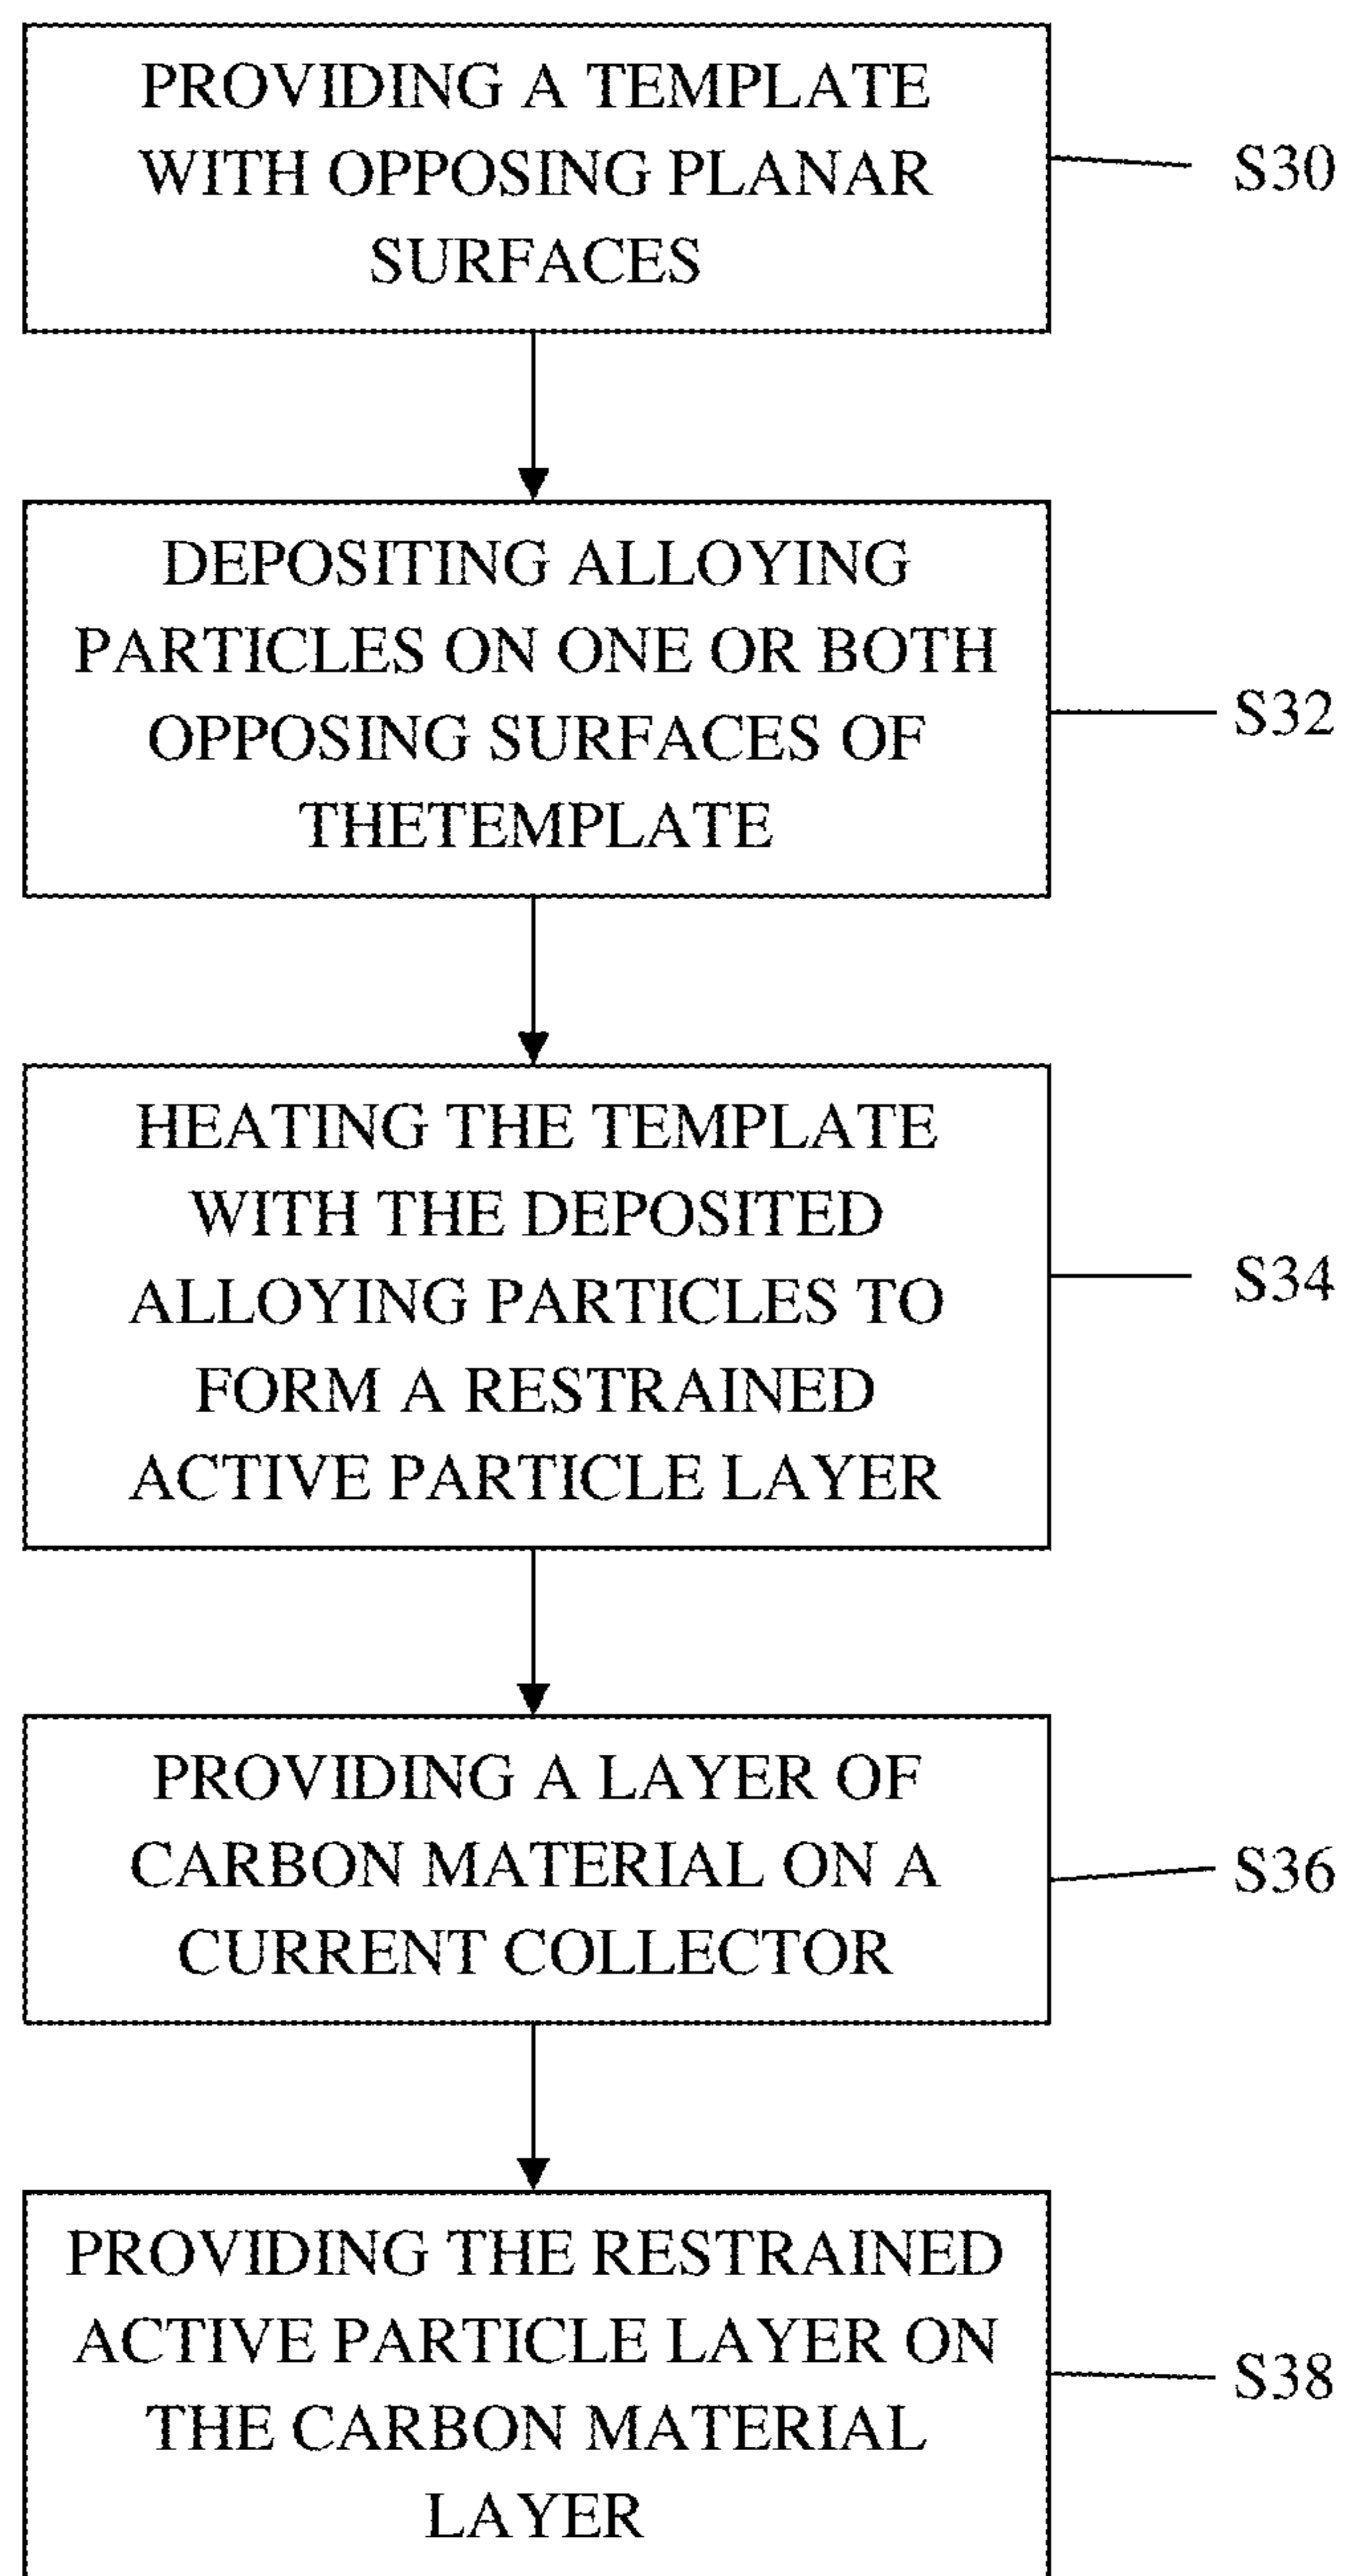 PROVIDING A TEMPLATE
WITH OPPOSING PLANAR
SURFACES
S30
DEPOSITING ALLOYING
PARTICLES ON ONE OR BOTH
OPPOSING SURFACES OF
THETEMPLATE
S32
HEATING THE TEMPLATE
WITH THE DEPOSITED
ALLOYING PARTICLES TO
FORM A RESTRAINED
ACTIVE PARTICLE LAYER
S34
PROVIDING A LAYER OF
CARBON MATERIAL ON A
CURRENT COLLECTOR
S36
PROVIDING THE RESTRAINED
ACTIVE PARTICLE LAYER ON
THE CARBON MATERIAL
LAYER
S38